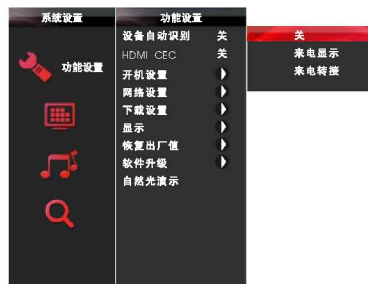 系统设置
功能设置
功能设置
设备自动识别 关
HDMI CEC 关
开机设置
网络设置
下载设置
显示
恢复出厂值
软件升级
自然光演示
关
来电显示
来电转接